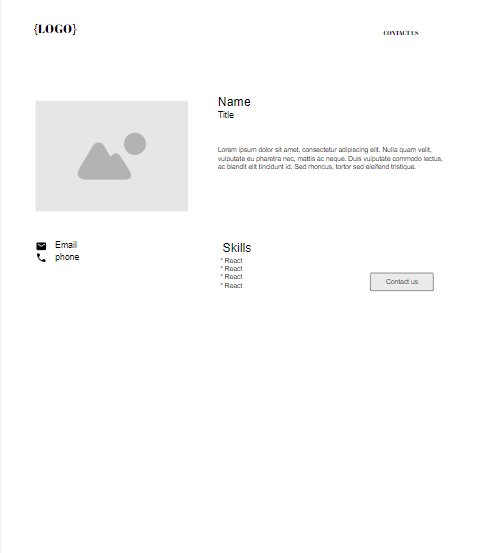 {LOGO}
CONTACT US
Name
Title
Lorem ipsum dolor sit amet, consectetur adipiscing elit. Nulla quam velit,
vulputate eu pharetra nec, mattis ac neque. Duis vulputate commodo lectus,
ac blandit elit tincidunt id. Sed rhoncus, tortor sed eleifend tristique.
Email
phone
Skills
* React
* React
* React
* React
Contact us